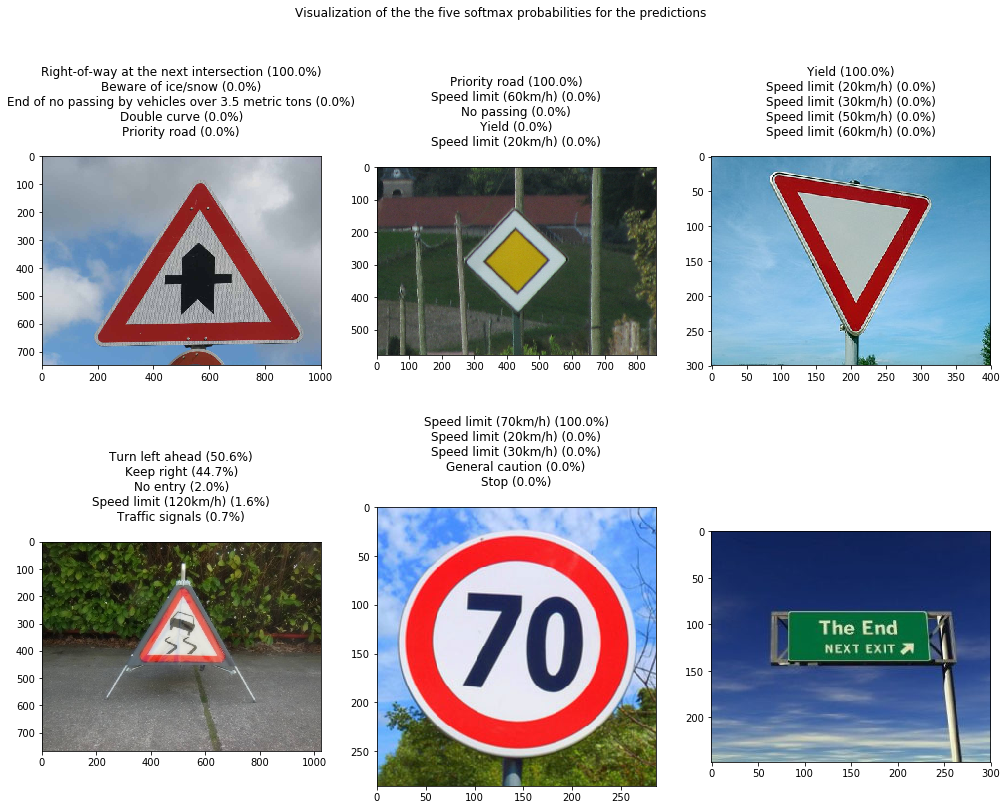 Visualization of the the five softmax probabilities for the predictions
Right-of-way at the next intersection (100.0%)
Beware of ice/snow (0.0%)
End of no passing by vehicles over 3.5 metric tons (0.0%)
Double curve (0.0%)
Priority road (0.0%)
0
100
200
300
400
500
600
700
0 200 400 600 800 1000
Priority road (100.0%)
Speed limit (60km/h) (0.0%)
No passing (0.0%)
Yield (0.0%)
Speed limit (20km/h) (0.0%)
0
100
200
300
400
500
0 100 200 300 400 500 600 700 800
Yield (100.0%)
Speed limit (20km/h) (0.0%)
Speed limit (30km/h) (0.0%)
Speed limit (50km/h) (0.0%)
Speed limit (60km/h) (0.0%)
0
50
100
150
200
250
300
0 50 100 150 200 250 300 350 400
Turn left ahead (50.6%)
Keep right (44.7%)
No entry (2.0%)
Speed limit (120km/h) (1.6%)
Traffic signals (0.7%)
0
100
200
300
400
500
600
700
0 200 400 600 800 1000
Speed limit (70km/h) (100.0%)
Speed limit (20km/h) (0.0%)
Speed limit (30km/h) (0.0%)
General caution (0.0%)
Stop (0.0%)
0
50
100
150
200
250
70
0 50 100 150 200 250
0
50
100
150
200
The End
NEXT EXIT
0 50 100 150 200 250 300